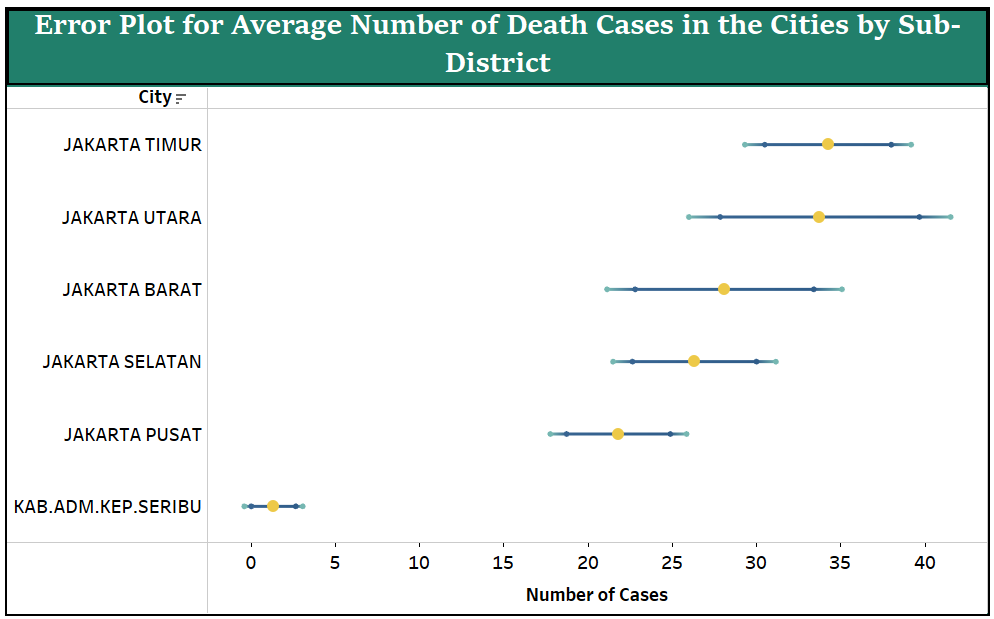 Error Plot for Average Number of Death Cases in the Cities by Sub-
District
City
JAKARTA TIMUR
JAKARTA UTARA
JAKARTA BARAT
JAKARTA SELATAN
JAKARTA PUSAT
KAB.ADM.KEP.SERIBU
0 5 10 15 20 25 30 35 40
Number of Cases